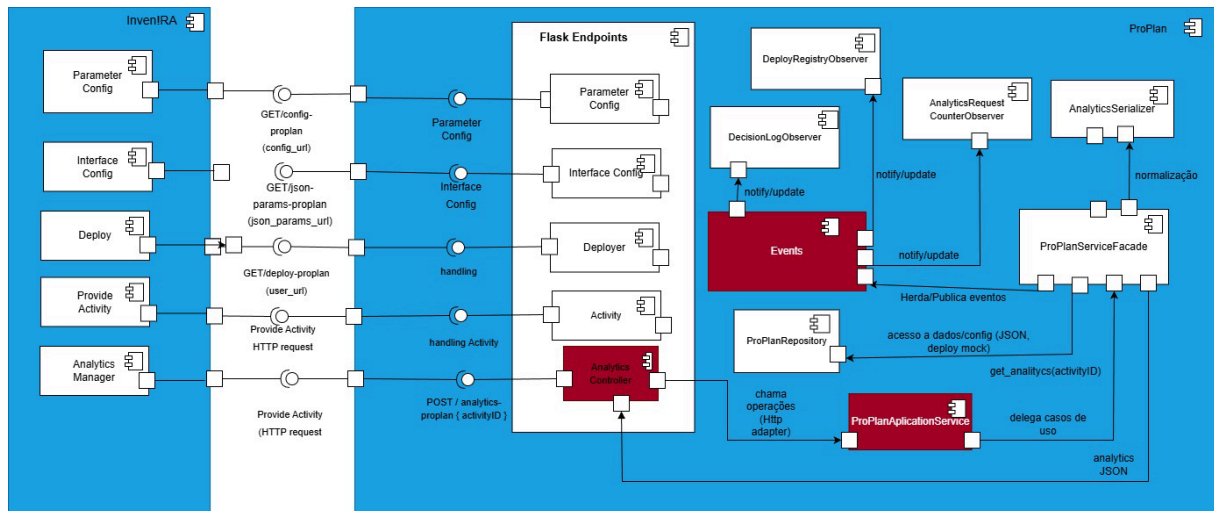 InvenIRA
Parameter
Config
Interface
Config
Deploy
Provide
Activity
Analytics
Manager
GET/config-
proplan
(config_url)
GET/json-
params-proplan
(json_params_url)
GET/deploy-proplan
(user_url)
Provide Activity
HTTP request
Provide Activity
(HTTP request
ProPlan
Parameter
Config
Interface
Config
handling
handling Activity
POST / analytics-
proplan { activityID }
Flask Endpoints
Parameter
Config
Interface Config
Deployer
Activity
Analytics
Controller
DeployRegistryObserver
DecisionLogObserver
AnalyticsRequest
CounterObserver
AnalyticsSerializer
notify/update
notify/update
normalização
Events
notify/update
ProPlanServiceFacade
Herda/Publica eventos
ProPlanRepository
acesso a dados/config (JSON,
deploy mock)
get_analitycs(activityID)
chama
operações
(Http
adapter)
ProPlanAplicationService
delega casos de
uso
analytics
JSON